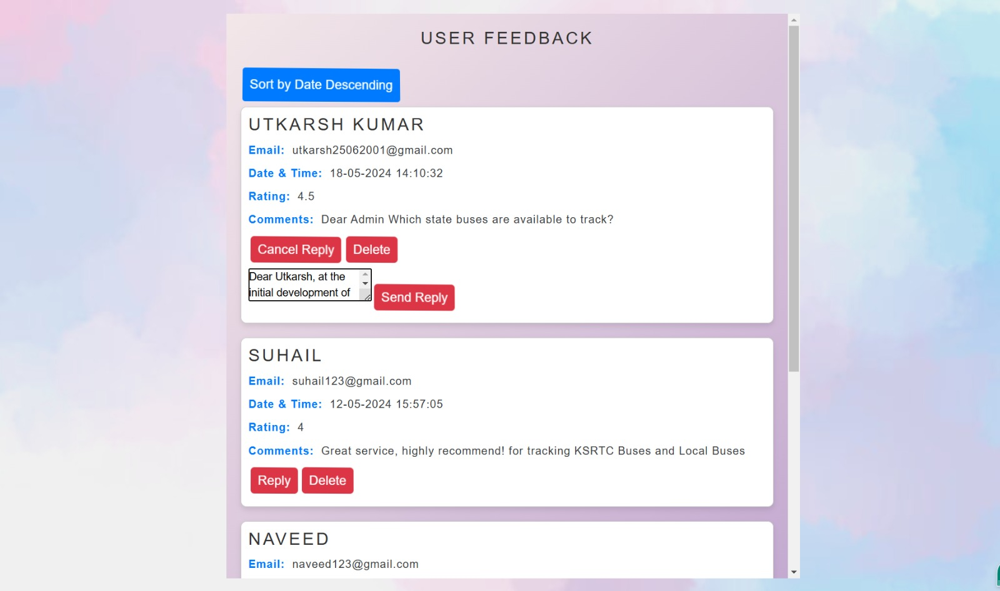 USER FEEDBACK
Sort by Date Descending
UTKARSH KUMAR
Email: utkarsh25062001@gmail.com
Date & Time: 18-05-2024 14:10:32
Rating: 4.5
Comments: Dear Admin Which state buses are available to track?
Cancel Reply Delete
Dear Utkarsh, at the
initial development of
Send Reply
SUHAIL
Email: suhail123@gmail.com
Date & Time: 12-05-2024 15:57:05
Rating: 4
Comments: Great service, highly recommend! for tracking KSRTC Buses and Local Buses
Reply Delete
NAVEED
Email: naveed123@gmail.com